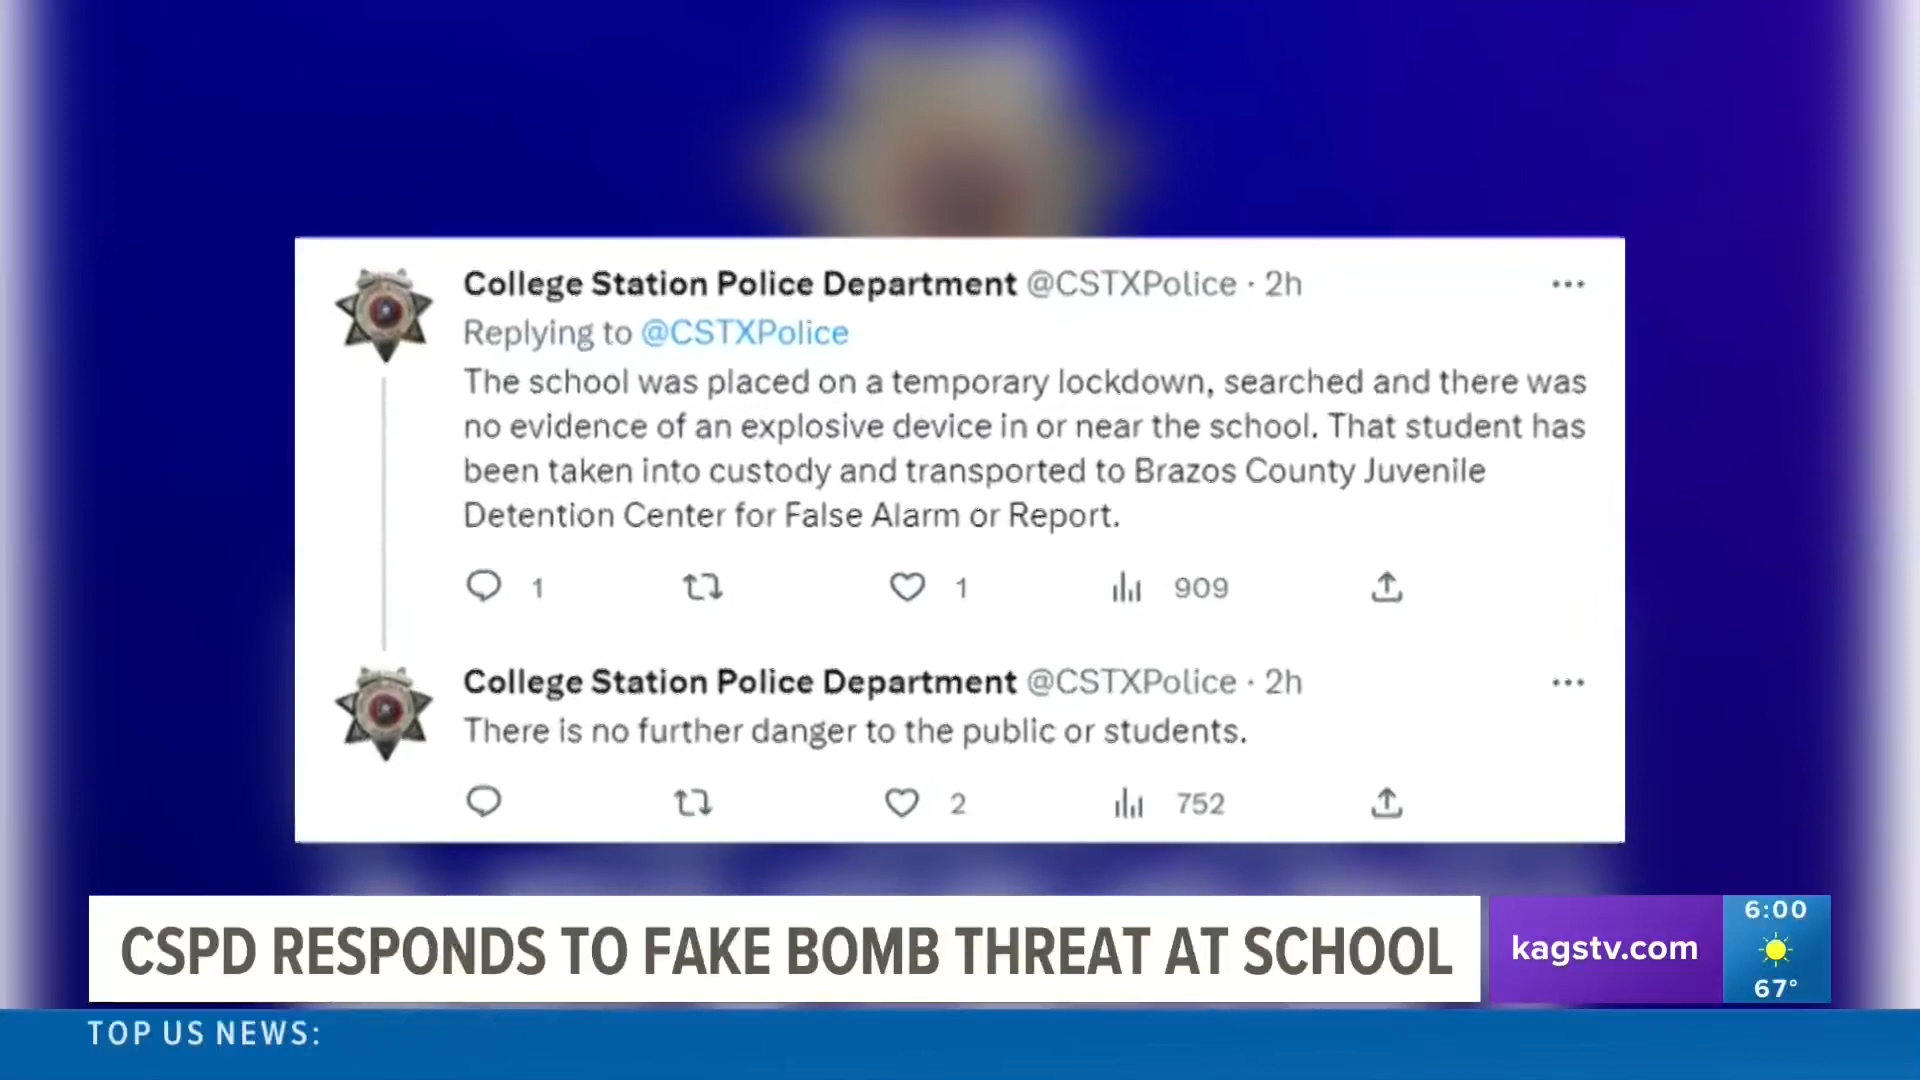 College Station Police Department @CSTXPolice · 2h
Replying to @CSTXPolice
The school was placed on a temporary lockdown, searched and there was
no evidence of an explosive device in or near the school. That student has
been taken into custody and transported to Brazos County Juvenile
Detention Center for False Alarm or Report.
1 1 909
College Station Police Department @CSTXPolice · 2h
There is no further danger to the public or students.
2 752
CSPD RESPONDS TO FAKE BOMB THREAT AT SCHOOL
kagstv.com
6:00
67°
TOP US NEWS: